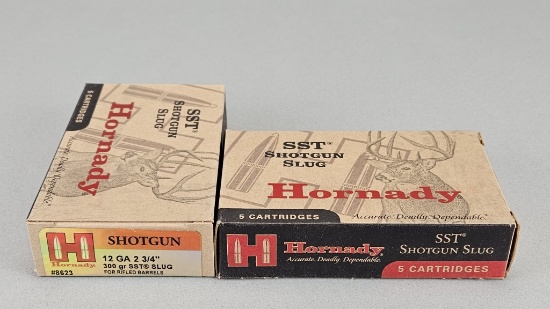 5 CARTRIDGES
SST®
SHOTGUN
SLUG
Hornady
Accurate. Deadly. Dependable.®
H
SHOTGUN
Hornady®
12 GA 2 3/4"
300 gr SST® SLUG
#8623
FOR RIFLED BARRELS
SST®
SHOTGUN
SLUG
Hornady
5 CARTRIDGES
Accurate. Deadly. Dependable.®
H
Hornady®
Hornady®
Accurate. Deadly. Dependable.
SST®
SHOTGUN SLUG
5 CARTRIDGES